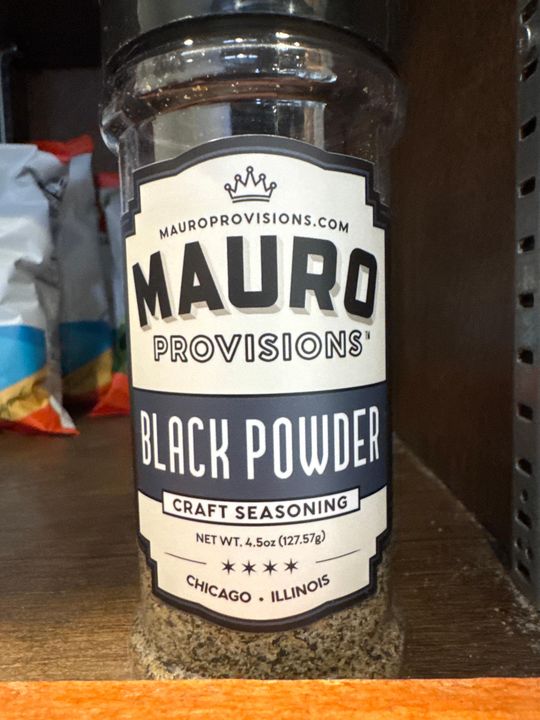 MAUROPROVISIONS.COM
MAURO
PROVISIONS™
BLACK POWDER
CRAFT SEASONING
NET WT. 4.5oz (127.57g)
CHICAGO • ILLINOIS